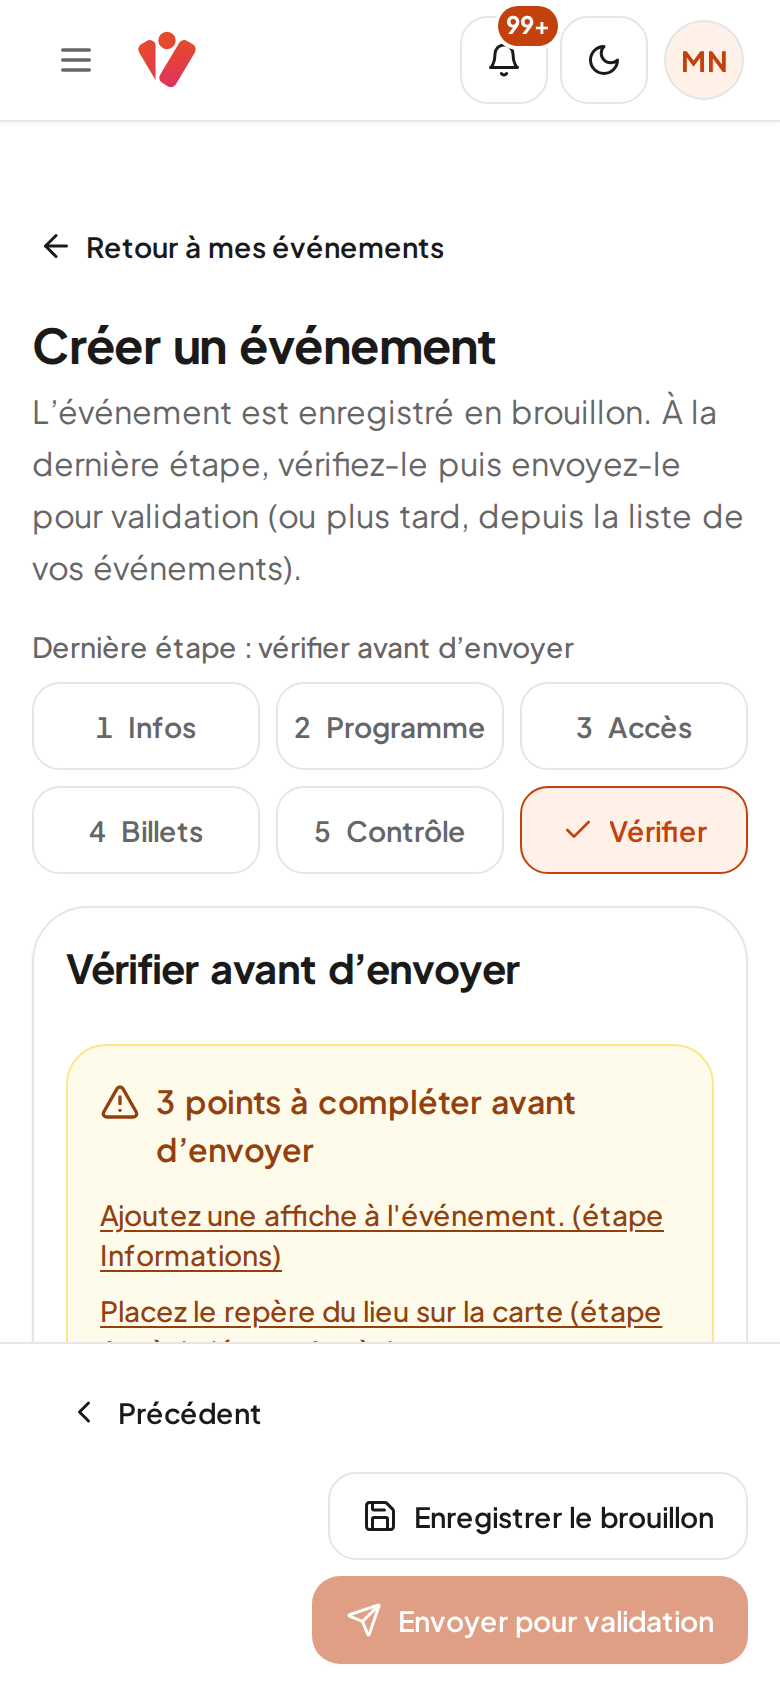 99+
MN
Retour à mes événements
Créer un événement
L’événement est enregistré en brouillon. À la
dernière étape, vérifiez-le puis envoyez-le
pour validation (ou plus tard, depuis la liste de
vos événements).
Dernière étape : vérifier avant d’envoyer
1 Infos
2 Programme
3 Accès
4 Billets
5 Contrôle
Vérifier
Vérifier avant d’envoyer
3 points à compléter avant
d’envoyer
Ajoutez une affiche à l'événement. (étape
Informations)
Placez le repère du lieu sur la carte (étape
Précédent
Enregistrer le brouillon
Envoyer pour validation